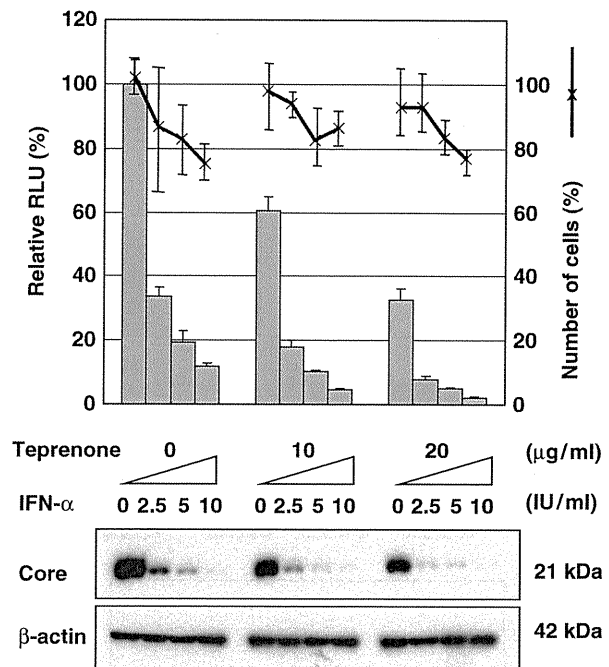 120
100
80
60
40
20
0
Relative RLU (%)
100
80
60
40
20
0
Number of cells (%)
Teprenone 0 10 20 (μg/ml)
IFN-α 0 2.5 5 10 0 2.5 5 10 0 2.5 5 10 (IU/ml)
Core 21 kDa
β-actin 42 kDa